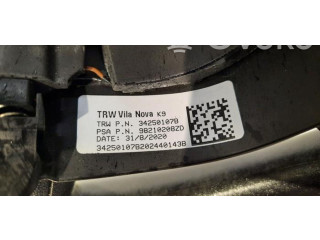 TRW Vila Nova K9
TRW P.N. 34250107B
PSA P.N. 98210208ZD
DATE: 31/8/2020
34250107B202440143B